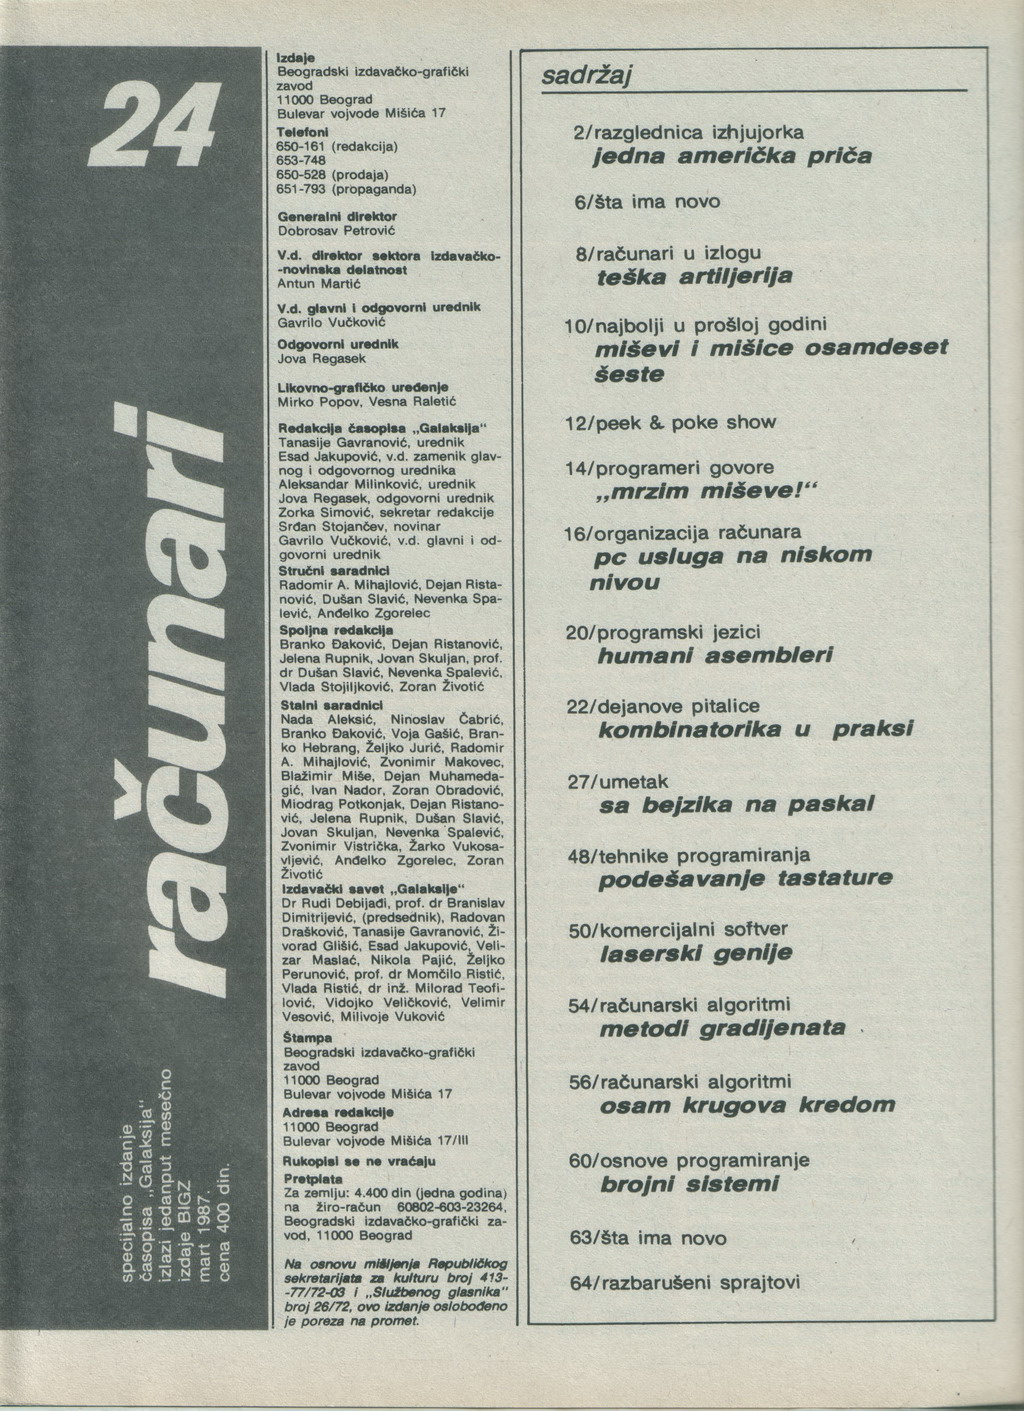 24
računari
specijalno izdanje
časopisa „Galaksija“
izlazi jedanput mesečno
izdaje BIGZ
mart 1987.
cena 400 din.
Izdaje
Beogradski izdavačko-grafički
zavod
11000 Beograd
Bulevar vojvode Mišića 17
Telefoni
650-161 (redakcija)
653-748
650-528 (prodaja)
651-793 (propaganda)
Generalni direktor
Dobrosav Petrović
V.d. direktor sektora izdavačko-
-novinska delatnost
Antun Martić
V.d. glavni i odgovorni urednik
Gavrilo Vučković
Odgovorni urednik
Jova Regasek
Likovno-grafičko uređenje
Mirko Popov, Vesna Raletić
Redakcija časopisa „Galaksija“
Tanasije Gavranović, urednik
Esad Jakupović, v.d. zamenik glav-
nog i odgovornog urednika
Aleksandar Milinković, urednik
Jova Regasek, odgovorni urednik
Zorka Simović, sekretar redakcije
Srđan Stojančev, novinar
Gavrilo Vučković, v.d. glavni i od-
govorni urednik
Stručni saradnici
Radomir A. Mihajlović, Dejan Rista-
nović, Dušan Slavić, Nevenka Spa-
lević, Anđelko Zgorelec
Spoljna redakcija
Branko Đaković, Dejan Ristanović,
Jelena Rupnik, Jovan Skuljan, prof.
dr Dušan Slavić, Nevenka Spalević,
Vlada Stojiljković, Zoran Životić
Stalni saradnici
Nada Aleksić, Ninoslav Čabrić,
Branko Đaković, Voja Gašić, Bran-
ko Hebrang, Željko Jurić, Radomir
A. Mihajlović, Zvonimir Makovec,
Blažimir Miše, Dejan Muhameda-
gić, Ivan Nador, Zoran Obradović,
Miodrag Potkonjak, Dejan Ristano-
vić, Jelena Rupnik, Dušan Slavić,
Jovan Skuljan, Nevenka Spalević,
Zvonimir Vistrička, Žarko Vukosa-
vljević, Anđelko Zgorelec, Zoran
Životić
Izdavački savet „Galaksije“
Dr Rudi Debijađi, prof. dr Branislav
Dimitrijević, (predsednik), Radovan
Drašković, Tanasije Gavranović, Ži-
vorad Glišić, Esad Jakupović, Veli-
zar Maslać, Nikola Pajić, Željko
Perunović, prof. dr Momčilo Ristić,
Vlada Ristić, dr inž. Milorad Teofi-
lović, Vidojko Veličković, Velimir
Vesović, Milivoje Vuković
Štampa
Beogradski izdavačko-grafički
zavod
11000 Beograd
Bulevar vojvode Mišića 17
Adresa redakcije
11000 Beograd
Bulevar vojvode Mišića 17/III
Rukopisi se ne vraćaju
Pretplata
Za zemlju: 4.400 din (jedna godina)
na žiro-račun 60802-603-23264,
Beogradski izdavačko-grafički za-
vod, 11000 Beograd
Na osnovu mišljenja Republičkog
sekretarijata za kulturu broj 413-
-77/72-03 i „Službenog glasnika“
broj 26/72, ovo izdanje oslobođeno
je poreza na promet.
sadržaj
2/razglednica izhjujorka
jedna američka priča
6/šta ima novo
8/računari u izlogu
teška artiljerija
10/najbolji u prošloj godini
miševi i mišice osamdeset
šeste
12/peek & poke show
14/programeri govore
„mrzim miševe!“
16/organizacija računara
pc usluga na niskom
nivou
20/programski jezici
humani asembleri
22/dejanove pitalice
kombinatorika u praksi
27/umetak
sa bejzika na paskal
48/tehnike programiranja
podešavanje tastature
50/komercijalni softver
laserski genije
54/računarski algoritmi
metodi gradijenata
56/računarski algoritmi
osam krugova kredom
60/osnove programiranje
brojni sistemi
63/šta ima novo
64/razbarušeni sprajtovi